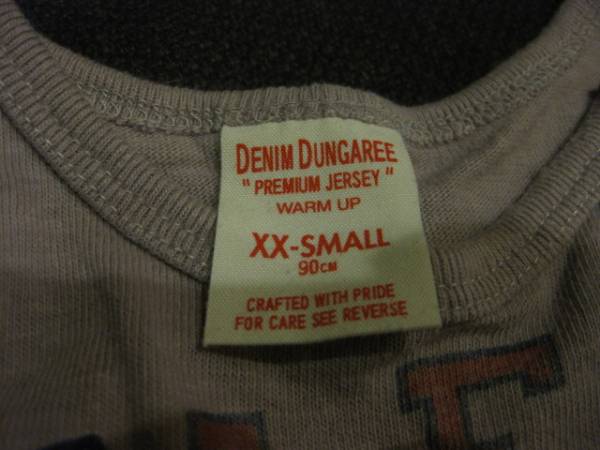 DENIM DUNGAREE
"PREMIUM JERSEY"
WARM UP
XX-SMALL
90CM
CRAFTED WITH PRIDE
FOR CARE SEE REVERSE